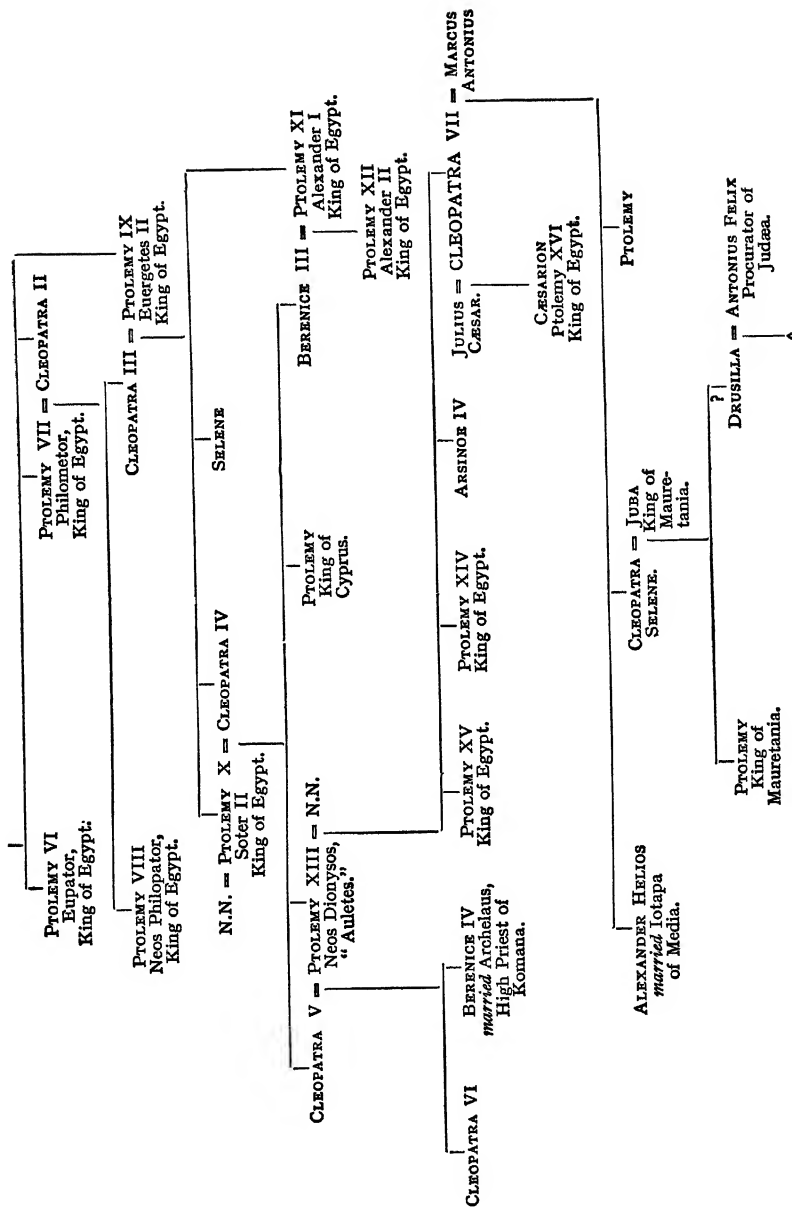 PTOLEMY VI
Eupator,
King of Egypt.
PTOLEMY VII = CLEOPATRA II
Philometor,
King of Egypt.
PTOLEMY VIII
Neos Philopator,
King of Egypt.
CLEOPATRA III = PTOLEMY IX
Euergetes II
King of Egypt.
N.N. = PTOLEMY X = CLEOPATRA IV
Soter II
King of Egypt.
SELENE
BERENICE III = PTOLEMY XI
Alexander I
King of Egypt.
PTOLEMY XII
Alexander II
King of Egypt.
CLEOPATRA V = PTOLEMY XIII = N.N.
Neos Dionysos,
"Auletes."
PTOLEMY
King of
Cyprus.
CLEOPATRA VI
BERENICE IV
married Archelaus,
High Priest of
Komana.
PTOLEMY XV
King of Egypt.
PTOLEMY XIV
King of Egypt.
ARSINOE IV
JULIUS = CLEOPATRA VII = MARCUS
CÆSAR. ANTONIUS
CÆSARION
Ptolemy XVI
King of Egypt.
ALEXANDER HELIOS
married Iotapa
of Media.
CLEOPATRA = JUBA
SELENE. King of
Maure-
tania.
PTOLEMY
PTOLEMY
King of
Mauretania.
?
DRUSILLA = ANTONIUS FELIX
Procurator of
Judæa.